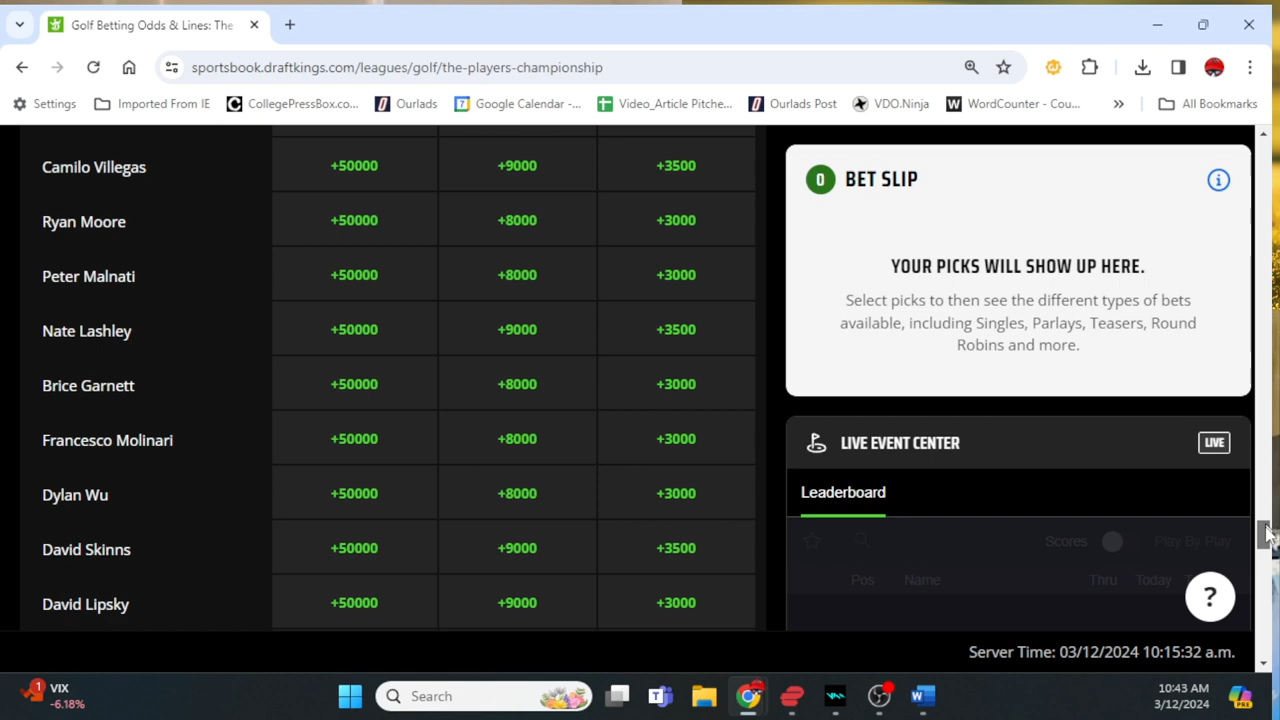 Golf Betting Odds & Lines: The
sportsbook.draftkings.com/leagues/golf/the-players-championship
Settings Imported From IE CollegePressBox.co... Ourlads Google Calendar -... Video_Article Pitche... Ourlads Post VDO.Ninja WordCounter - Cou... » All Bookmarks
Camilo Villegas +50000 +9000 +3500
Ryan Moore +50000 +8000 +3000
Peter Malnati +50000 +8000 +3000
Nate Lashley +50000 +9000 +3500
Brice Garnett +50000 +8000 +3000
Francesco Molinari +50000 +8000 +3000
Dylan Wu +50000 +8000 +3000
David Skinns +50000 +9000 +3500
David Lipsky +50000 +9000 +3000
0 BET SLIP
YOUR PICKS WILL SHOW UP HERE.
Select picks to then see the different types of bets
available, including Singles, Parlays, Teasers, Round
Robins and more.
LIVE EVENT CENTER LIVE
Leaderboard
Scores Play By Play
Pos Name Thru Today
?
Server Time: 03/12/2024 10:15:32 a.m.
1 VIX
-6.18%
Search
10:43 AM
3/12/2024